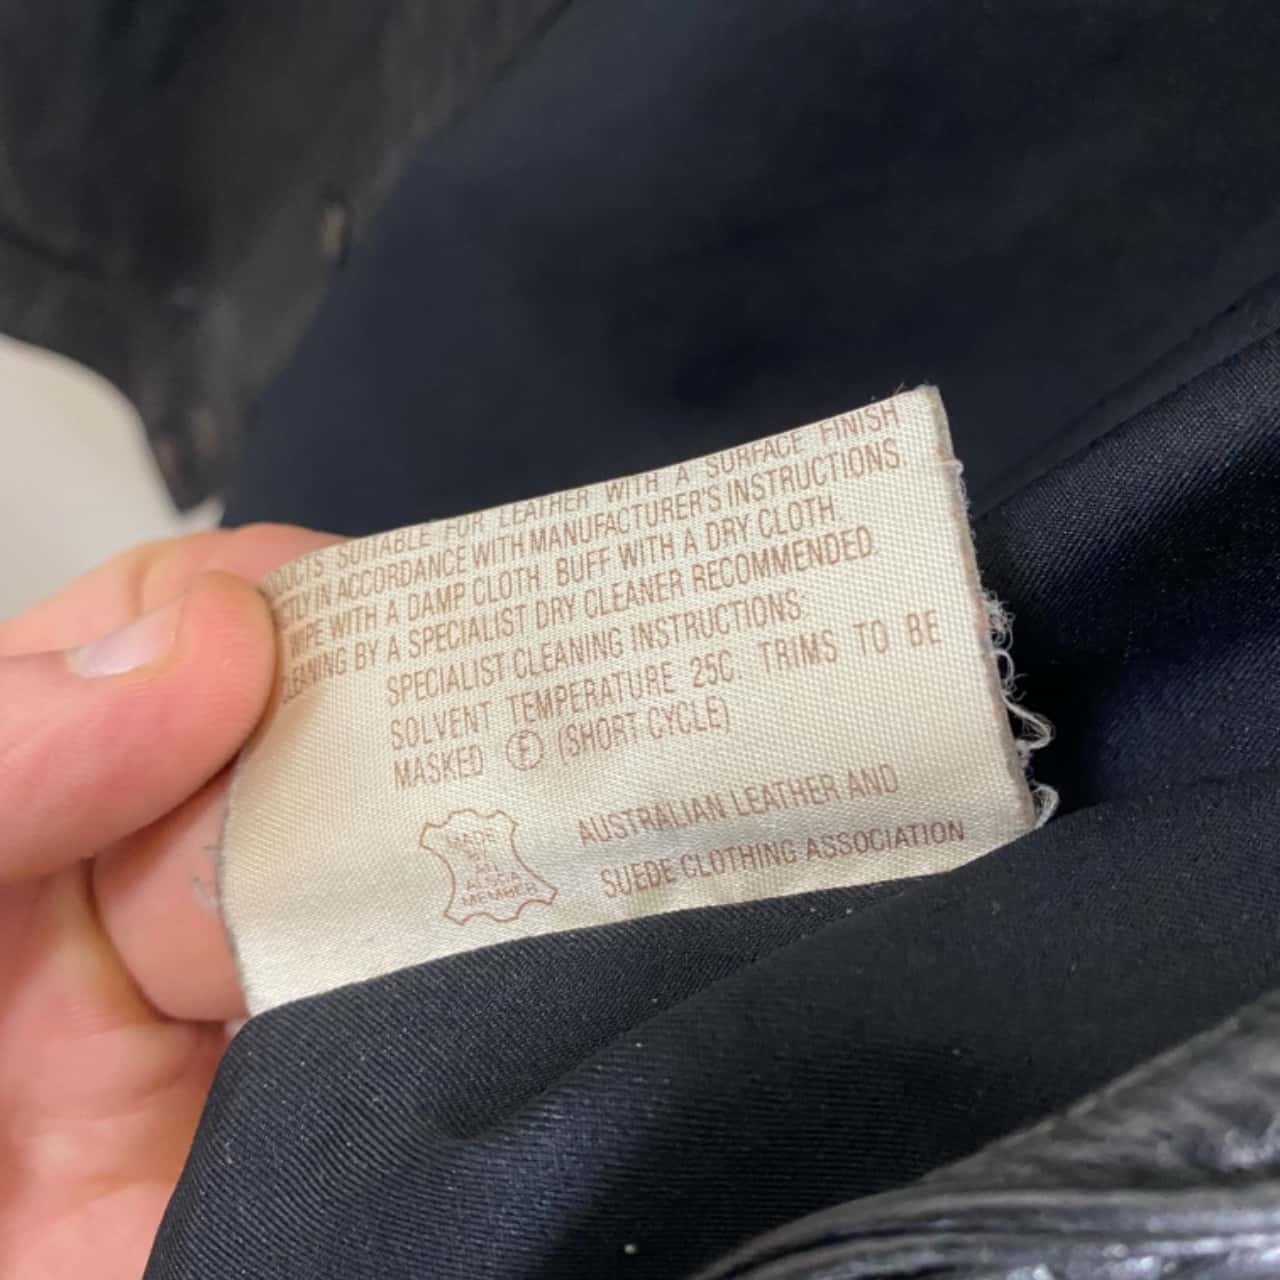 SUITABLE FOR LEATHER WITH A SURFACE FINISH
IN ACCORDANCE WITH MANUFACTURER'S INSTRUCTIONS
WIPE WITH A DAMP CLOTH. BUFF WITH A DRY CLOTH.
LEANING BY A SPECIALIST DRY CLEANER RECOMMENDED.
SPECIALIST CLEANING INSTRUCTIONS:
SOLVENT TEMPERATURE 25C. TRIMS TO BE
MASKED Ⓕ (SHORT CYCLE)
MADE
BY
MEMBER
AUSTRALIAN LEATHER AND
SUEDE CLOTHING ASSOCIATION